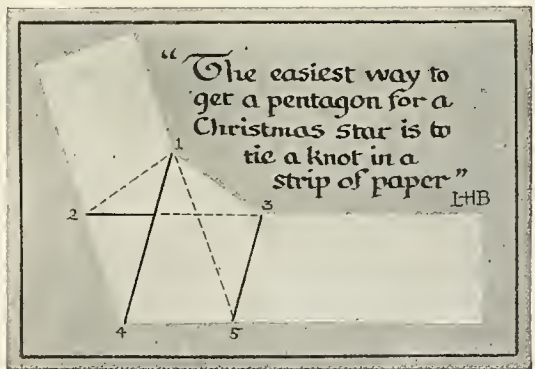 “The easiest way to
get a pentagon for a
Christmas star is to
tie a knot in a
strip of paper”
LHB
1
2
3
4
5